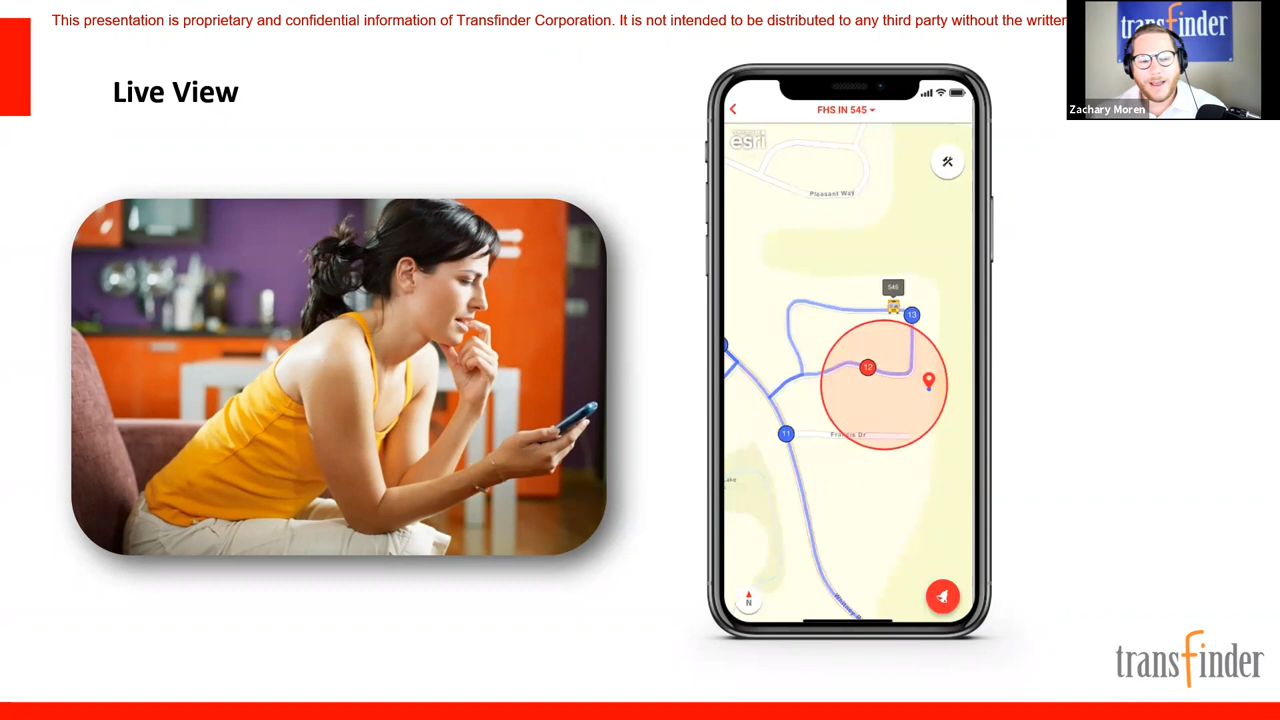 This presentation is proprietary and confidential information of Transfinder Corporation. It is not intended to be distributed to any third party without the written
transfinder
Zachary Moren
Live View
FHS IN 545
esri
Pleasant Way
546
13
12
11
Francis Dr
Lake
N
transfinder